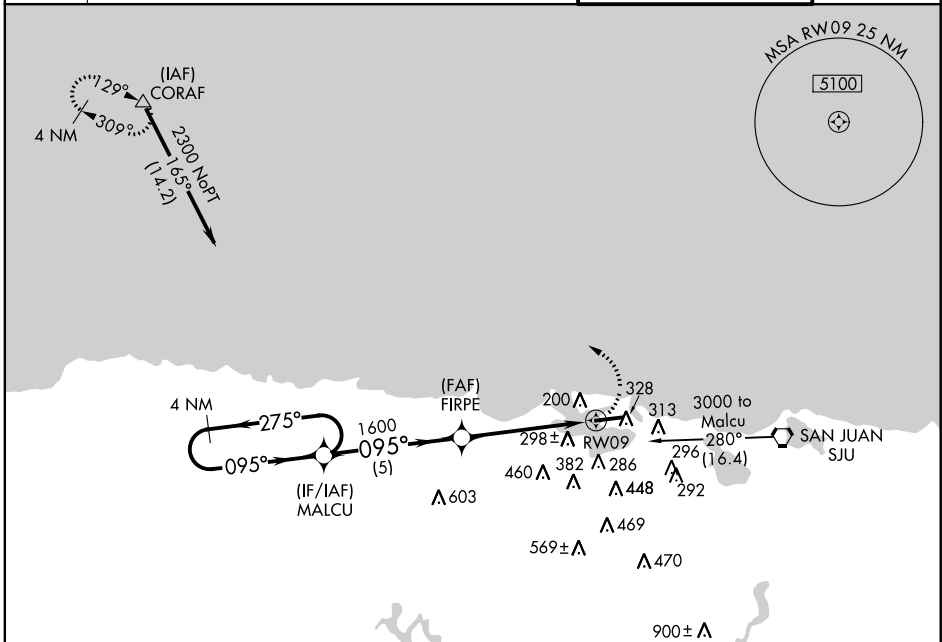 MSA RW09 25 NM
5100
(IAF)
CORAF
129°
309°
4 NM
2300 NoPT
165°
(14.2)
4 NM
275°
095°
(IF/IAF)
MALCU
1600
095°
(5)
(FAF)
FIRPE
200
328
298±
RW09
313
3000 to
Malcu
280°
(16.4)
SAN JUAN
SJU
460
382
286
296
292
448
603
469
569±
470
900±